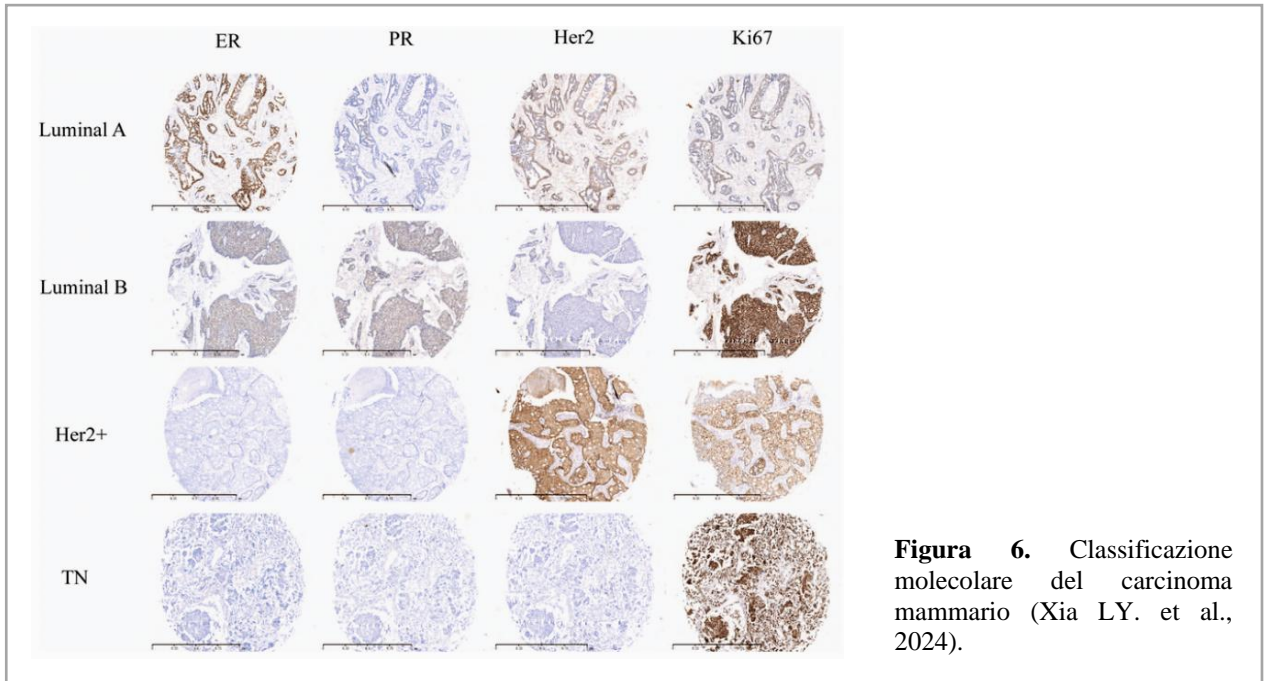 ER PR Her2 Ki67
Luminal A
Luminal B
Her2+
TN
Figura 6. Classificazione
molecolare del carcinoma
mammario (Xia LY. et al.,
2024).